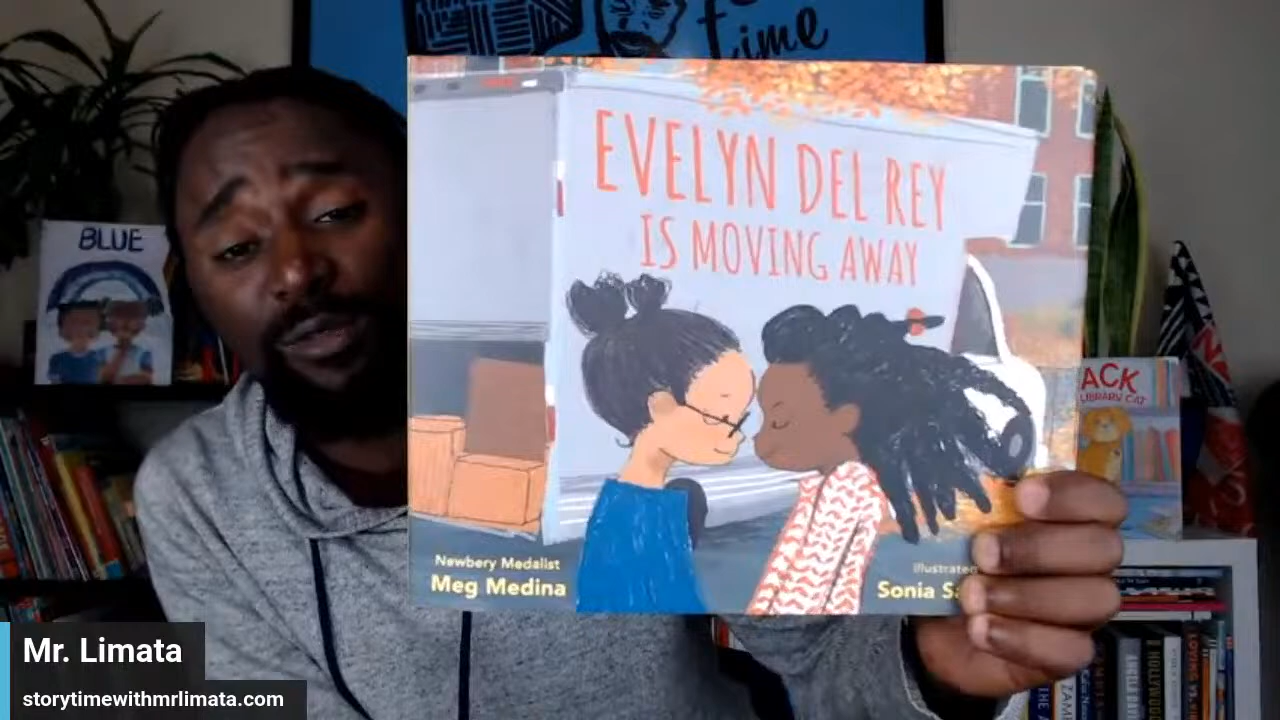 time
EVELYN DEL REY
IS MOVING AWAY
BLUE
ACK
LIBRARY CAT
Newbery Medalist
Meg Medina
Illustrated
Sonia Sa
Mr. Limata
storytimewithmrlimata.com